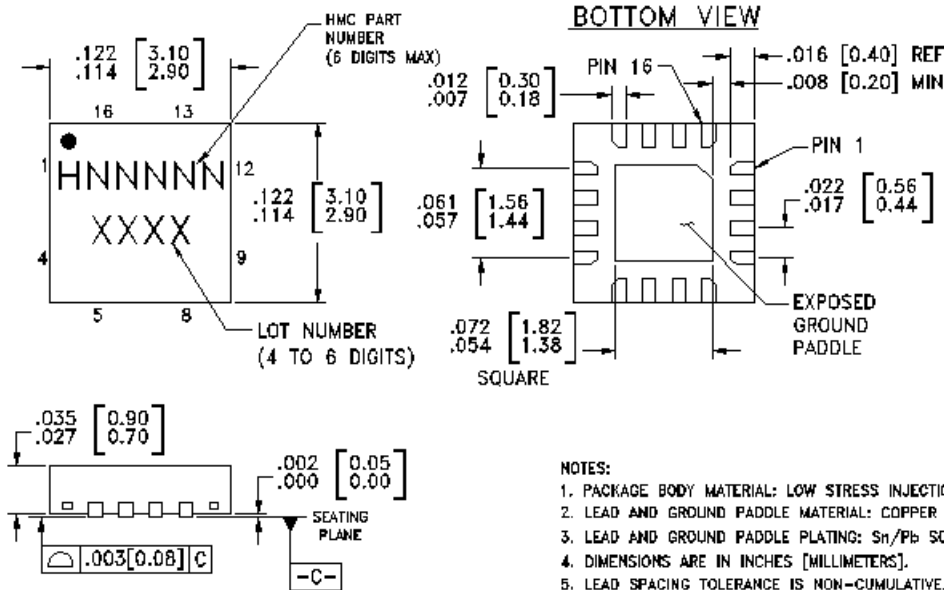 HMC PART
NUMBER
(6 DIGITS MAX)
.122 [3.10]
.114 [2.90]
16 13
1 HNNNNNN 12
XXXX
4 9
5 8
.122 [3.10]
.114 [2.90]
LOT NUMBER
(4 TO 6 DIGITS)
BOTTOM VIEW
.016 [0.40] REF
.008 [0.20] MIN
PIN 16
.012 [0.30]
.007 [0.18]
PIN 1
.061 [1.56]
.057 [1.44]
.022 [0.56]
.017 [0.44]
EXPOSED
GROUND
PADDLE
.072 [1.82]
.054 [1.38]
SQUARE
.035 [0.90]
.027 [0.70]
.002 [0.05]
.000 [0.00]
SEATING
PLANE
.003[0.08] C
-C-
NOTES:
1. PACKAGE BODY MATERIAL: LOW STRESS INJECTIO
2. LEAD AND GROUND PADDLE MATERIAL: COPPER
3. LEAD AND GROUND PADDLE PLATING: Sn/Pb SO
4. DIMENSIONS ARE IN INCHES [MILLIMETERS].
5. LEAD SPACING TOLERANCE IS NON-CUMULATIVE.